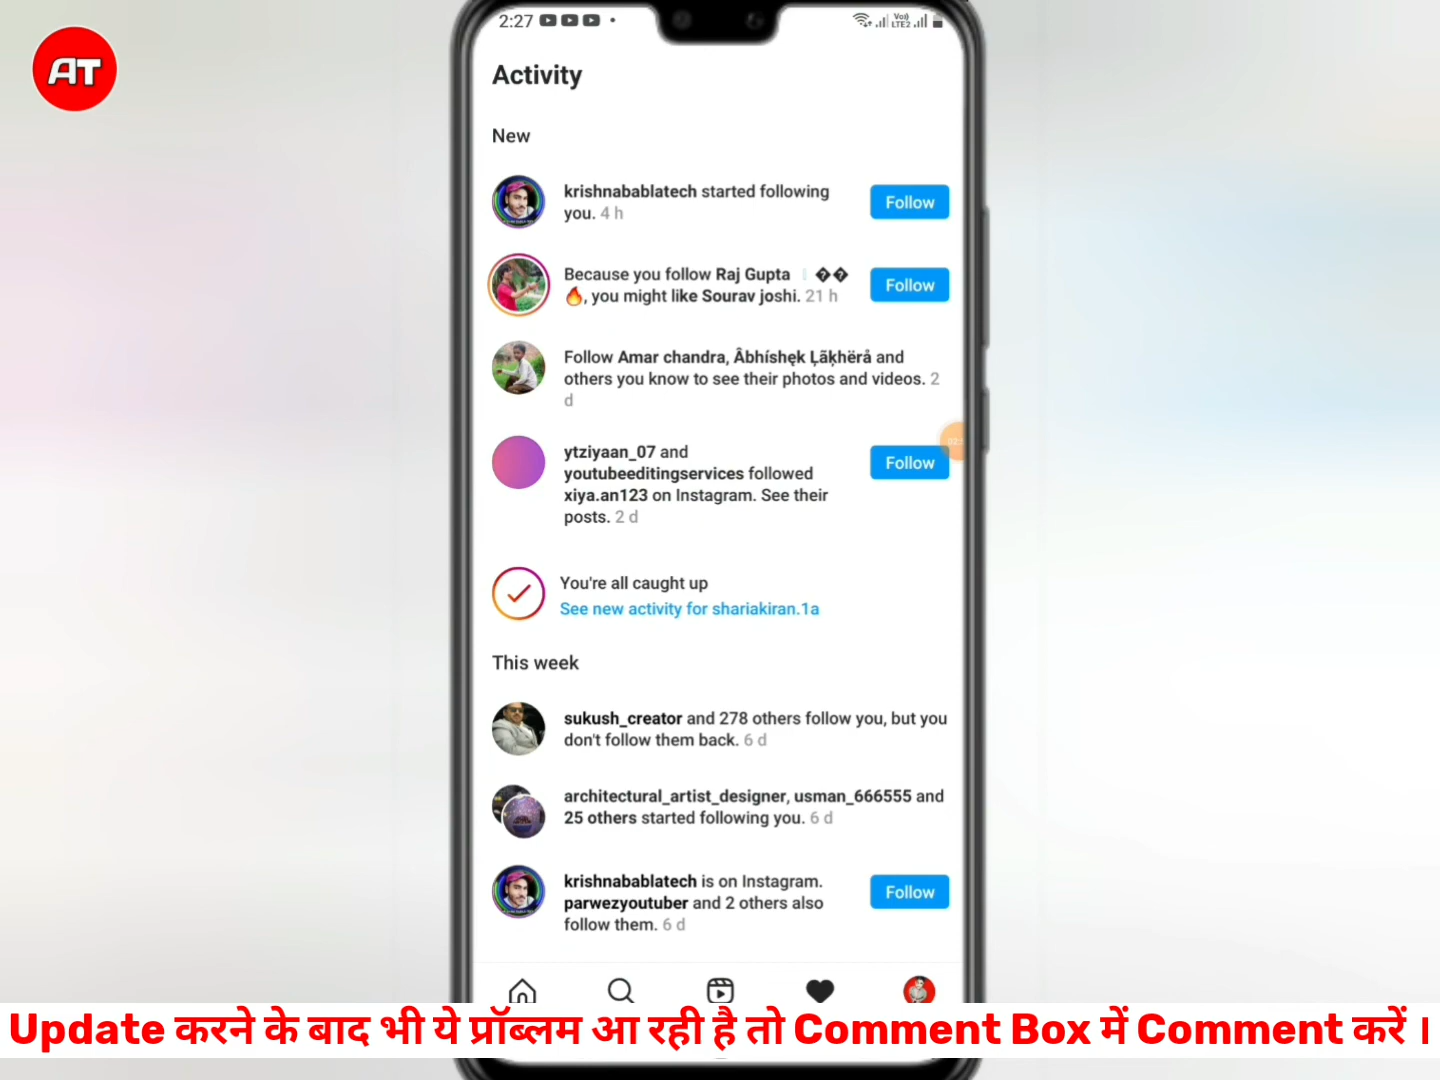 AT
2:27
Vo)
LTE2
Activity
New
krishnabablatech started following
you. 4 h
Follow
Because you follow Raj Gupta ��
🔥, you might like Sourav joshi. 21 h
Follow
Follow Amar chandra, Âbhíshęk Ļãķhërå and
others you know to see their photos and videos. 2
d
ytziyaan_07 and
youtubeeditingservices followed
xiya.an123 on Instagram. See their
posts. 2 d
Follow
You're all caught up
See new activity for shariakiran.1a
This week
sukush_creator and 278 others follow you, but you
don't follow them back. 6 d
architectural_artist_designer, usman_666555 and
25 others started following you. 6 d
krishnabablatech is on Instagram.
parwezyoutuber and 2 others also
follow them. 6 d
Follow
Update करने के बाद भी ये प्रॉब्लम आ रही है तो Comment Box में Comment करें ।